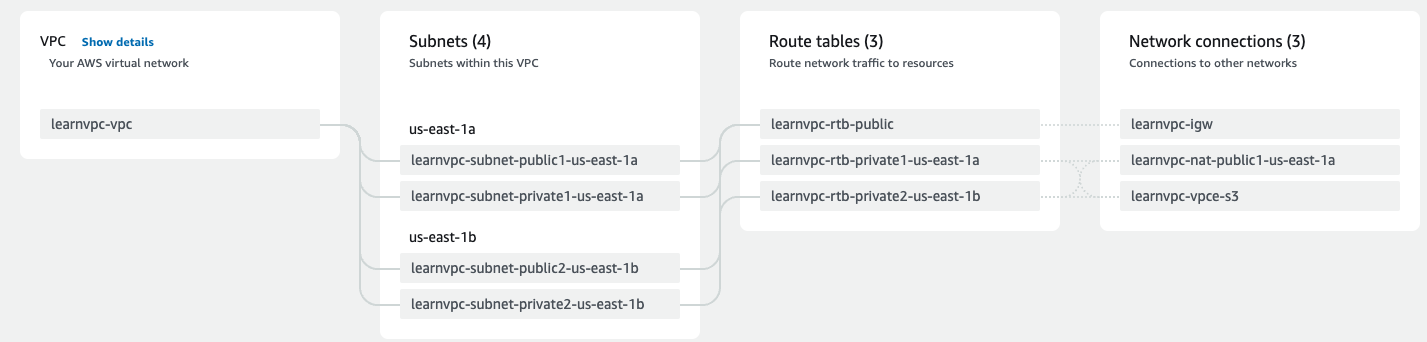 VPC Show details
Your AWS virtual network
learnvpc-vpc
Subnets (4)
Subnets within this VPC
us-east-1a
learnvpc-subnet-public1-us-east-1a
learnvpc-subnet-private1-us-east-1a
us-east-1b
learnvpc-subnet-public2-us-east-1b
learnvpc-subnet-private2-us-east-1b
Route tables (3)
Route network traffic to resources
learnvpc-rtb-public
learnvpc-rtb-private1-us-east-1a
learnvpc-rtb-private2-us-east-1b
Network connections (3)
Connections to other networks
learnvpc-igw
learnvpc-nat-public1-us-east-1a
learnvpc-vpce-s3